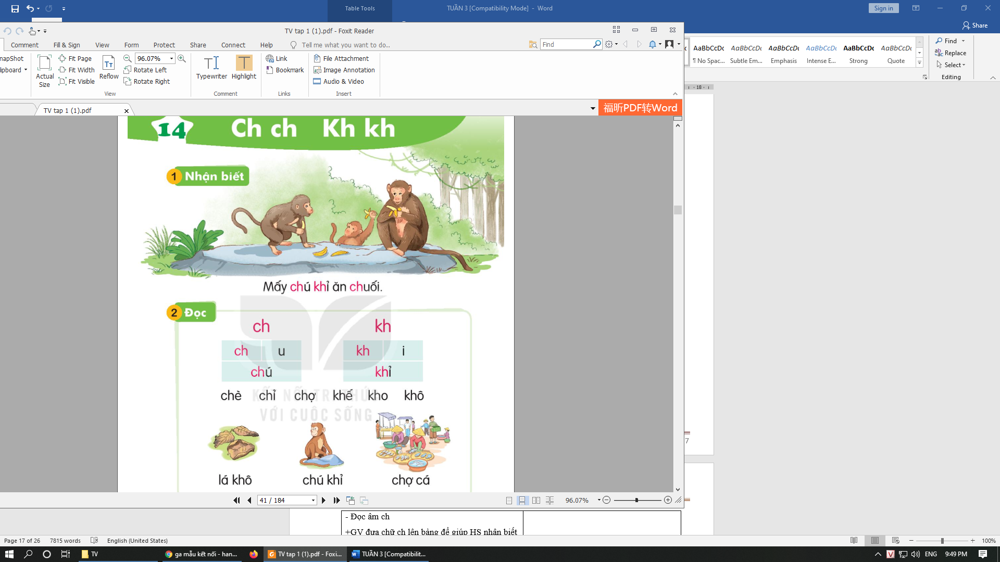 Table Tools
TUẦN 3 [Compatibility Mode] - Word
Sign in
Share
TV tap 1 (1).pdf - Foxit Reader
Comment Fill & Sign View Form Protect Share Connect Help Tell me what you want to do..
Find
napShot
ipboard
Actual Size
Fit Page
Fit Width
Fit Visible
Reflow
96.07%
Rotate Left
Rotate Right
View
Typewriter
Highlight
Comment
Link
Bookmark
Links
File Attachment
Image Annotation
Audio & Video
Insert
AaBbCcDc AaBbCcDc AaBbCcDc AaBbCcDc AaBbCcDc AaBbCcDc
¶ No Spac... Subtle Em... Emphasis Intense E... Strong Quote
Find
Replace
Select
Editing
18
TV tap 1 (1).pdf
福昕PDF转Word
14 Ch ch Kh kh
1 Nhận biết
Mấy chú khỉ ăn chuối.
2 Đọc
ch kh
ch u kh i
chú khỉ
chè chỉ chợ khế kho khô
KẾT NỐI TRI THỨC
VỚI CUỘC SỐNG
lá khô chú khỉ chợ cá
7
41 / 184
96.07%
- Đọc âm ch
+GV đưa chữ ch lên bảng để giúp HS nhận biết
Page 17 of 26 7815 words English (United States)
100%
TV
ga mẫu kết nối - han...
TV tap 1 (1).pdf - Foxi...
TUẦN 3 [Compatibilit...
ENG
9:49 PM